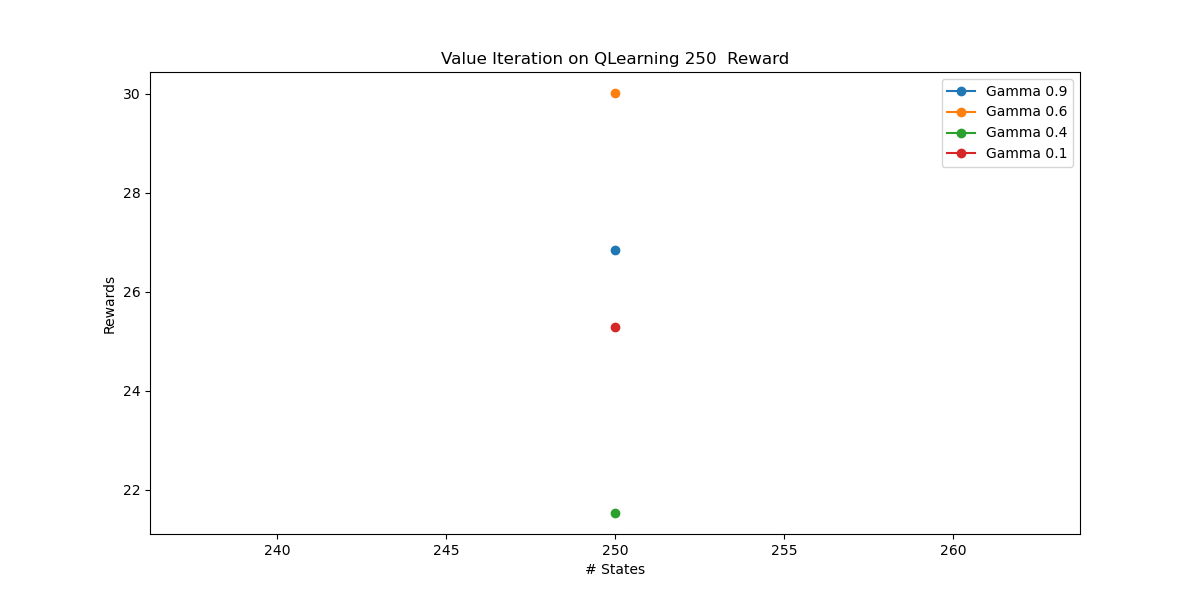 Value Iteration on QLearning 250  Reward
Gamma 0.9
Gamma 0.6
Gamma 0.4
Gamma 0.1
Rewards
30
28
26
24
22
240 245 250 255 260
# States